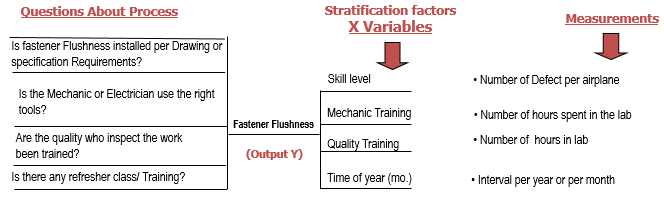 Questions About Process
Is fastener Flushness installed per Drawing or
specification Requirements?
Is the Mechanic or Electrician use the right
tools?
Are the quality who inspect the work
been trained?
Is there any refresher class/ Training?
Fastener Flushness
(Output Y)
Stratification factors
X Variables
Skill level
Mechanic Training
Quality Training
Time of year (mo.)
Measurements
• Number of Defect per airplane
• Number of hours spent in the lab
• Number of hours in lab
• Interval per year or per month